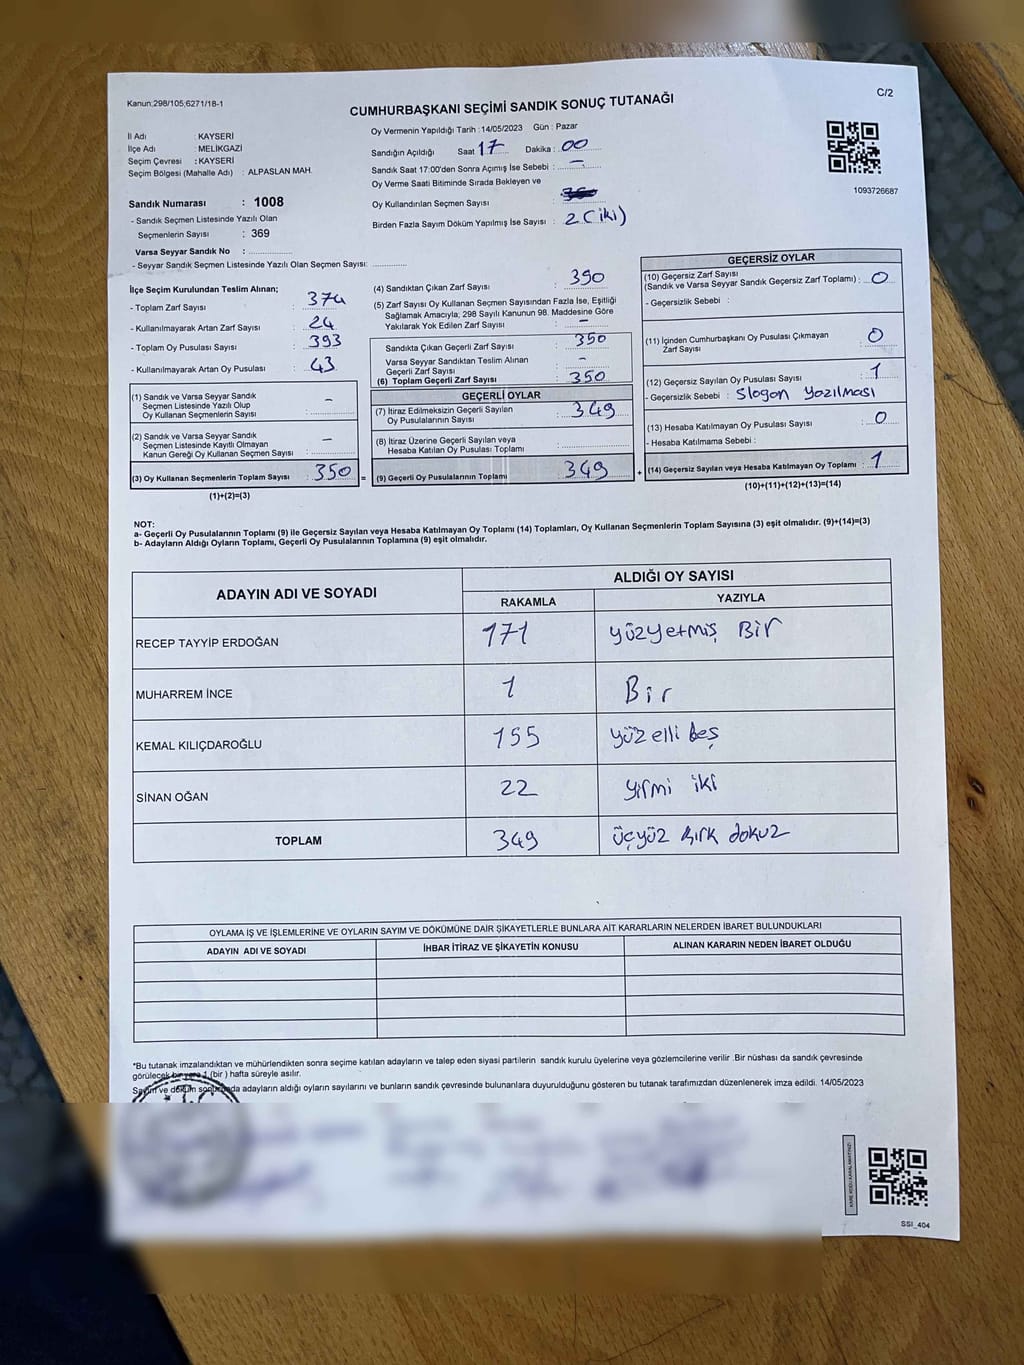 Kanun;298/105;6271/18-1
C/2
CUMHURBAŞKANI SEÇİMİ SANDIK SONUÇ TUTANAĞI
İl Adı : KAYSERİ
İlçe Adı : MELİKGAZİ
Seçim Çevresi : KAYSERİ
Seçim Bölgesi (Mahalle Adı) : ALPASLAN MAH.
Sandık Numarası : 1008
- Sandık Seçmen Listesinde Yazılı Olan
Seçmenlerin Sayısı : 369
Varsa Seyyar Sandık No :
- Seyyar Sandık Seçmen Listesinde Yazılı Olan Seçmen Sayısı:
Oy Vermenin Yapıldığı Tarih :14/05/2023 Gün : Pazar
Sandığın Açıldığı Saat 17 Dakika : 00
Sandık Saat 17:00'den Sonra Açımış İse Sebebi : -
Oy Verme Saati Bitiminde Sırada Bekleyen ve
Oy Kullandırılan Seçmen Sayısı :
Birden Fazla Sayım Döküm Yapılmış İse Sayısı : 2 (iki)
1093726687
İlçe Seçim Kurulundan Teslim Alınan;
- Toplam Zarf Sayısı : 374
- Kullanılmayarak Artan Zarf Sayısı : 24
- Toplam Oy Pusulası Sayısı : 393
- Kullanılmayarak Artan Oy Pusulası : 43
(1) Sandık ve Varsa Seyyar Sandık
Seçmen Listesinde Yazılı Olup
Oy Kullanan Seçmenlerin Sayısı : -
(2) Sandık ve Varsa Seyyar Sandık
Seçmen Listesinde Kayıtlı Olmayan
Kanun Gereği Oy Kullanan Seçmen Sayısı : -
(3) Oy Kullanan Seçmenlerin Toplam Sayısı : 350
(1)+(2)=(3)
(4) Sandıktan Çıkan Zarf Sayısı : 350
(5) Zarf Sayısı Oy Kullanan Seçmen Sayısından Fazla İse, Eşitliği
Sağlamak Amacıyla; 298 Sayılı Kanunun 98. Maddesine Göre
Yakılarak Yok Edilen Zarf Sayısı : -
Sandıkta Çıkan Geçerli Zarf Sayısı : 350
Varsa Seyyar Sandıktan Teslim Alınan
Geçerli Zarf Sayısı : -
(6) Toplam Geçerli Zarf Sayısı : 350
GEÇERLİ OYLAR
(7) İtiraz Edilmeksizin Geçerli Sayılan
Oy Pusulalarının Sayısı : 349
(8) İtiraz Üzerine Geçerli Sayılan veya
Hesaba Katılan Oy Pusulası Toplamı :
(9) Geçerli Oy Pusulalarının Toplamı : 349
GEÇERSİZ OYLAR
(10) Geçersiz Zarf Sayısı
(Sandık ve Varsa Seyyar Sandık Geçersiz Zarf Toplamı) : 0
- Geçersizlik Sebebi :
(11) İçinden Cumhurbaşkanı Oy Pusulası Çıkmayan
Zarf Sayısı : 0
(12) Geçersiz Sayılan Oy Pusulası Sayısı : 1
- Geçersizlik Sebebi : Slogan Yazılması
(13) Hesaba Katılmayan Oy Pusulası Sayısı : 0
- Hesaba Katılmama Sebebi :
(14) Geçersiz Sayılan veya Hesaba Katılmayan Oy Toplamı : 1
(10)+(11)+(12)+(13)=(14)
NOT:
a- Geçerli Oy Pusulalarının Toplamı (9) ile Geçersiz Sayılan veya Hesaba Katılmayan Oy Toplamı (14) Toplamları, Oy Kullanan Seçmenlerin Toplam Sayısına (3) eşit olmalıdır. (9)+(14)=(3)
b- Adayların Aldığı Oyların Toplamı, Geçerli Oy Pusulalarının Toplamına (9) eşit olmalıdır.
ADAYIN ADI VE SOYADI
ALDIĞI OY SAYISI
RAKAMLA YAZIYLA
RECEP TAYYİP ERDOĞAN 171 yüzyetmiş Bir
MUHARREM İNCE 1 Bir
KEMAL KILIÇDAROĞLU 155 yüz elli beş
SİNAN OĞAN 22 yirmi iki
TOPLAM 349 üçyüz kırk dokuz
OYLAMA İŞ VE İŞLEMLERİNE VE OYLARIN SAYIM VE DÖKÜMÜNE DAİR ŞİKAYETLERLE BUNLARA AİT KARARLARIN NELERDEN İBARET BULUNDUKLARI
ADAYIN ADI VE SOYADI İHBAR İTİRAZ VE ŞİKAYETİN KONUSU ALINAN KARARIN NEDEN İBARET OLDUĞU
*Bu tutanak imzalandıktan ve mühürlendikten sonra seçime katılan adayların ve talep eden siyasi partilerin sandık kurulu üyelerine veya gözlemcilerine verilir .Bir nüshası da sandık çevresinde
görülecek bir yere 1 (bir ) hafta süreyle asılır.
Sayım ve döküm sonucunda adayların aldığı oyların sayılarını ve bunların sandık çevresinde bulunanlara duyurulduğunu gösteren bu tutanak tarafımızdan düzenlenerek imza edildi. 14/05/2023
SSI_404